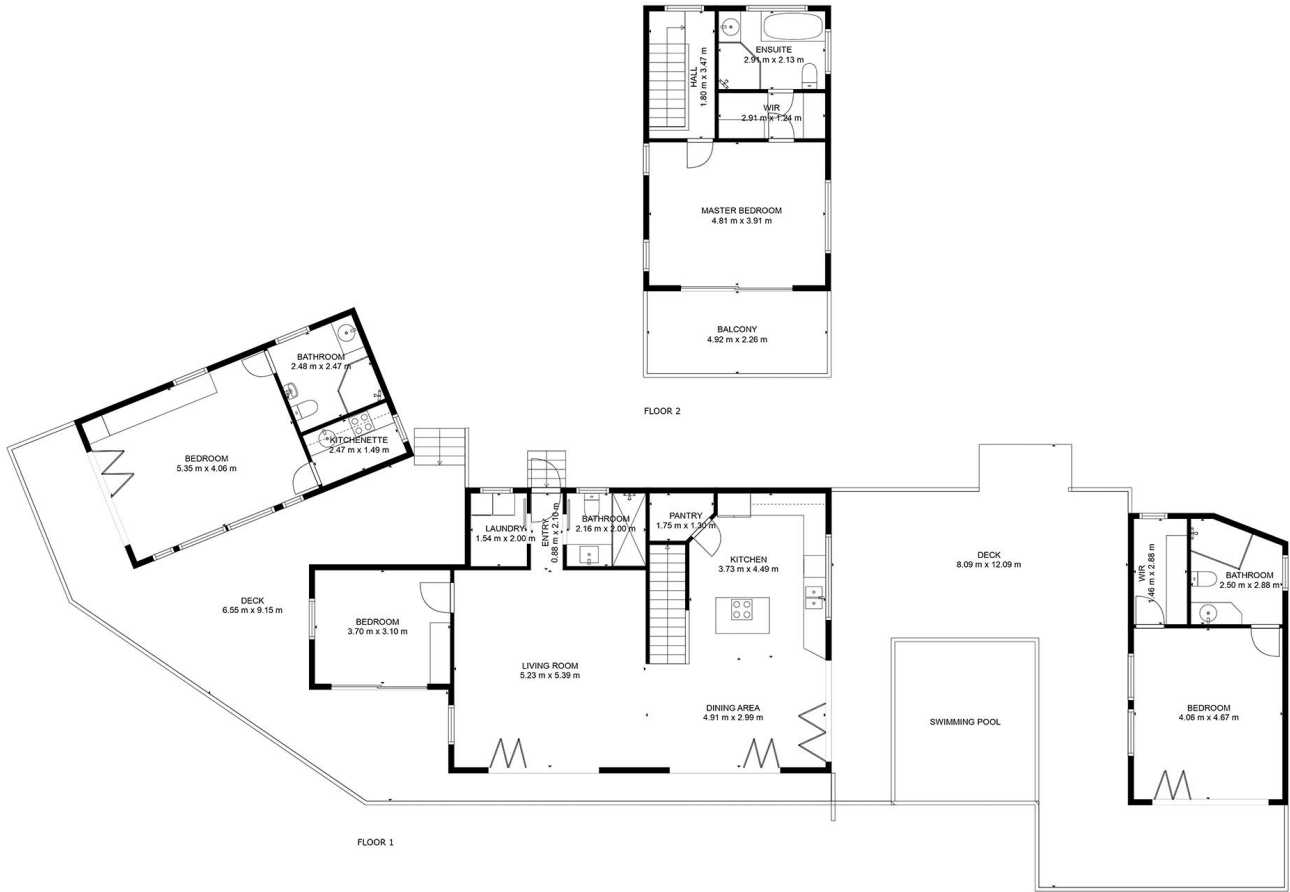 HALL
1.80 m x 3.47 m
ENSUITE
2.91 m x 2.13 m
WIR
2.91 m x 1.24 m
MASTER BEDROOM
4.81 m x 3.91 m
BALCONY
4.92 m x 2.26 m
FLOOR 2
BATHROOM
2.48 m x 2.47 m
KITCHENETTE
2.47 m x 1.49 m
BEDROOM
5.35 m x 4.06 m
DECK
6.55 m x 9.15 m
LAUNDRY
1.54 m x 2.00 m
ENTRY
0.88 m x 2.10 m
BATHROOM
2.16 m x 2.00 m
PANTRY
1.75 m x 1.30 m
KITCHEN
3.73 m x 4.49 m
BEDROOM
3.70 m x 3.10 m
LIVING ROOM
5.23 m x 5.39 m
DINING AREA
4.91 m x 2.99 m
DECK
8.09 m x 12.09 m
SWIMMING POOL
WIR
1.46 m x 2.88 m
BATHROOM
2.50 m x 2.88 m
BEDROOM
4.06 m x 4.67 m
FLOOR 1